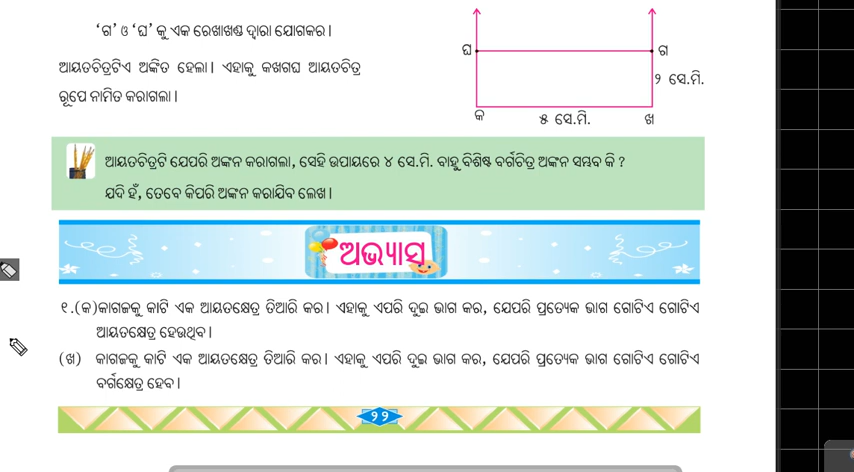 'ଗ' ଓ 'ଘ' କୁ ଏକ ରେଖାଖଣ୍ଡ ଦ୍ୱାରା ଯୋଗକର।
ଆୟତଚିତ୍ରଟିଏ ଅଙ୍କିତ ହେଲା। ଏହାକୁ କଖଗଘ ଆୟତଚିତ୍ର
ରୂପେ ନାମିତ କରାଗଲା।
ଘ
ଗ
୨ ସେ.ମି.
କ
୫ ସେ.ମି.
ଖ
ଆୟତଚିତ୍ରଟି ଯେପରି ଅଙ୍କନ କରାଗଲା, ସେହି ଉପାୟରେ ୪ ସେ.ମି. ବାହୁ ବିଶିଷ୍ଟ ବର୍ଗଚିତ୍ର ଅଙ୍କନ ସମ୍ଭବ କି ?
ଯଦି ହଁ, ତେବେ କିପରି ଅଙ୍କନ କରାଯିବ ଲେଖ।
ଅଭ୍ୟାସ
୧.(କ)କାଗଜକୁ କାଟି ଏକ ଆୟତକ୍ଷେତ୍ର ତିଆରି କର। ଏହାକୁ ଏପରି ଦୁଇ ଭାଗ କର, ଯେପରି ପ୍ରତ୍ୟେକ ଭାଗ ଗୋଟିଏ ଗୋଟିଏ
ଆୟତକ୍ଷେତ୍ର ହେଉଥିବ।
(ଖ) କାଗଜକୁ କାଟି ଏକ ଆୟତକ୍ଷେତ୍ର ତିଆରି କର। ଏହାକୁ ଏପରି ଦୁଇ ଭାଗ କର, ଯେପରି ପ୍ରତ୍ୟେକ ଭାଗ ଗୋଟିଏ ଗୋଟିଏ
ବର୍ଗକ୍ଷେତ୍ର ହେବ।
୨୨